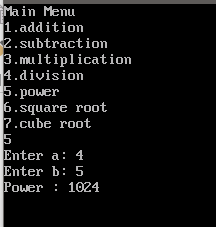 Main Menu
1.addition
2.subtraction
3.multiplication
4.division
5.power
6.square root
7.cube root
5
Enter a: 4
Enter b: 5
Power : 1024